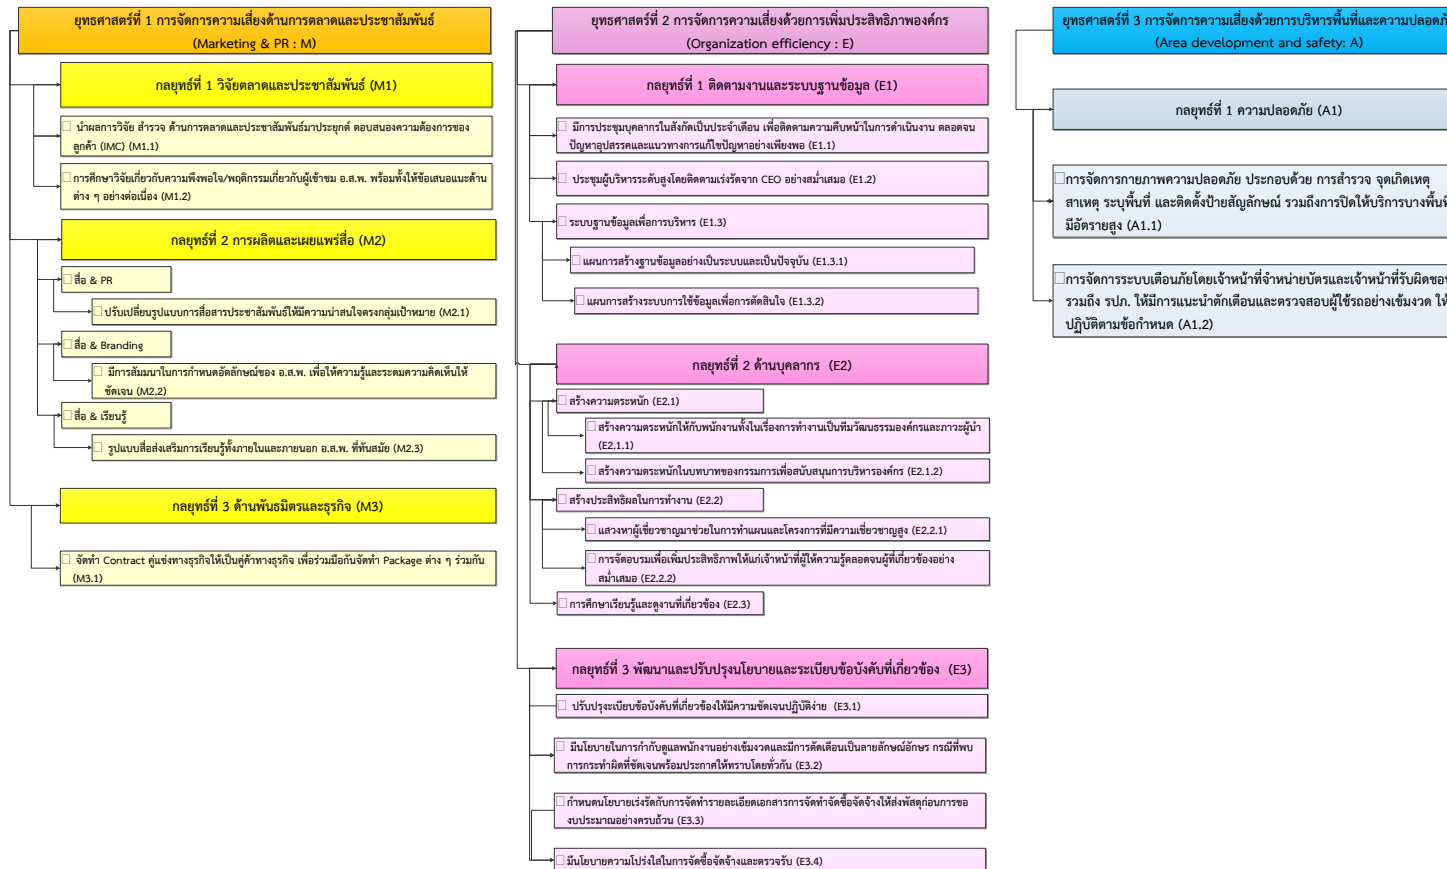 ยุทธศาสตร์ที่ 1 การจัดการความเสี่ยงด้านการตลาดและประชาสัมพันธ์
(Marketing & PR : M)
กลยุทธ์ที่ 1 วิจัยตลาดและประชาสัมพันธ์ (M1)
นำผลการวิจัย สำรวจ ด้านการตลาดและประชาสัมพันธ์มาประยุกต์ ตอบสนองความต้องการของ
ลูกค้า (IMC) (M1.1)
การศึกษาวิจัยเกี่ยวกับความพึงพอใจ/พฤติกรรมเกี่ยวกับผู้เข้าชม อ.ส.พ. พร้อมทั้งให้ข้อเสนอแนะด้าน
ต่าง ๆ อย่างต่อเนื่อง (M1.2)
กลยุทธ์ที่ 2 การผลิตและเผยแพร่สื่อ (M2)
สื่อ & PR
ปรับเปลี่ยนรูปแบบการสื่อสารประชาสัมพันธ์ให้มีความน่าสนใจตรงกลุ่มเป้าหมาย (M2.1)
สื่อ & Branding
มีการสัมมนาในการกำหนดอัตลักษณ์ของ อ.ส.พ. เพื่อให้ความรู้และระดมความคิดเห็นให้
ชัดเจน (M2.2)
สื่อ & เรียนรู้
รูปแบบสื่อส่งเสริมการเรียนรู้ทั้งภายในและภายนอก อ.ส.พ. ที่ทันสมัย (M2.3)
กลยุทธ์ที่ 3 ด้านพันธมิตรและธุรกิจ (M3)
จัดทำ Contract คู่แข่งทางธุรกิจให้เป็นคู่ค้าทางธุรกิจ เพื่อร่วมมือกันจัดทำ Package ต่าง ๆ ร่วมกัน
(M3.1)
ยุทธศาสตร์ที่ 2 การจัดการความเสี่ยงด้วยการเพิ่มประสิทธิภาพองค์กร
(Organization efficiency : E)
กลยุทธ์ที่ 1 ติดตามงานและระบบฐานข้อมูล (E1)
มีการประชุมบุคลากรในสังกัดเป็นประจำเดือน เพื่อติดตามความคืบหน้าในการดำเนินงาน ตลอดจน
ปัญหาอุปสรรคและแนวทางการแก้ไขปัญหาอย่างเพียงพอ (E1.1)
ประชุมผู้บริหารระดับสูงโดยติดตามเร่งรัดจาก CEO อย่างสม่ำเสมอ (E1.2)
ระบบฐานข้อมูลเพื่อการบริหาร (E1.3)
แผนการสร้างฐานข้อมูลอย่างเป็นระบบและเป็นปัจจุบัน (E1.3.1)
แผนการสร้างระบบการใช้ข้อมูลเพื่อการตัดสินใจ (E1.3.2)
กลยุทธ์ที่ 2 ด้านบุคลากร (E2)
สร้างความตระหนัก (E2.1)
สร้างความตระหนักให้กับพนักงานทั้งในเรื่องการทำงานเป็นทีมวัฒนธรรมองค์กรและภาวะผู้นำ
(E2.1.1)
สร้างความตระหนักในบทบาทของกรรมการเพื่อสนับสนุนการบริหารองค์กร (E2.1.2)
สร้างประสิทธิผลในการทำงาน (E2.2)
แสวงหาผู้เชี่ยวชาญมาช่วยในการทำแผนและโครงการที่มีความเชี่ยวชาญสูง (E2.2.1)
การจัดอบรมเพื่อเพิ่มประสิทธิภาพให้แก่เจ้าหน้าที่ผู้ให้ความรู้ตลอดจนผู้ที่เกี่ยวข้องอย่าง
สม่ำเสมอ (E2.2.2)
การศึกษาเรียนรู้และดูงานที่เกี่ยวข้อง (E2.3)
กลยุทธ์ที่ 3 พัฒนาและปรับปรุงนโยบายและระเบียบข้อบังคับที่เกี่ยวข้อง (E3)
ปรับปรุงะเบียบข้อบังคับที่เกี่ยวข้องให้มีความชัดเจนปฏิบัติง่าย (E3.1)
มีนโยบายในการกำกับดูแลพนักงานอย่างเข้มงวดและมีการตัดเตือนเป็นลายลักษณ์อักษร กรณีที่พบ
การกระทำผิดที่ชัดเจนพร้อมประกาศให้ทราบโดยทั่วกัน (E3.2)
กำหนดนโยบายเร่งรัดกับการจัดทำรายละเอียดเอกสารการจัดทำจัดซื้อจัดจ้างให้ส่งพัสดุก่อนการขอ
งบประมาณอย่างครบถ้วน (E3.3)
มีนโยบายความโปร่งใสในการจัดซื้อจัดจ้างและตรวจรับ (E3.4)
ยุทธศาสตร์ที่ 3 การจัดการความเสี่ยงด้วยการบริหารพื้นที่และความปลอดภัย
(Area development and safety: A)
กลยุทธ์ที่ 1 ความปลอดภัย (A1)
การจัดการกายภาพความปลอดภัย ประกอบด้วย การสำรวจ จุดเกิดเหตุ
สาเหตุ ระบุพื้นที่ และติดตั้งป้ายสัญลักษณ์ รวมถึงการปิดให้บริการบางพื้นที่
มีอัตรายสูง (A1.1)
การจัดการระบบเตือนภัยโดยเจ้าหน้าที่จำหน่ายบัตรและเจ้าหน้าที่รับผิดชอบ
รวมถึง รปภ. ให้มีการแนะนำตักเตือนและตรวจสอบผู้ใช้รถอย่างเข้มงวด ให้
ปฏิบัติตามข้อกำหนด (A1.2)